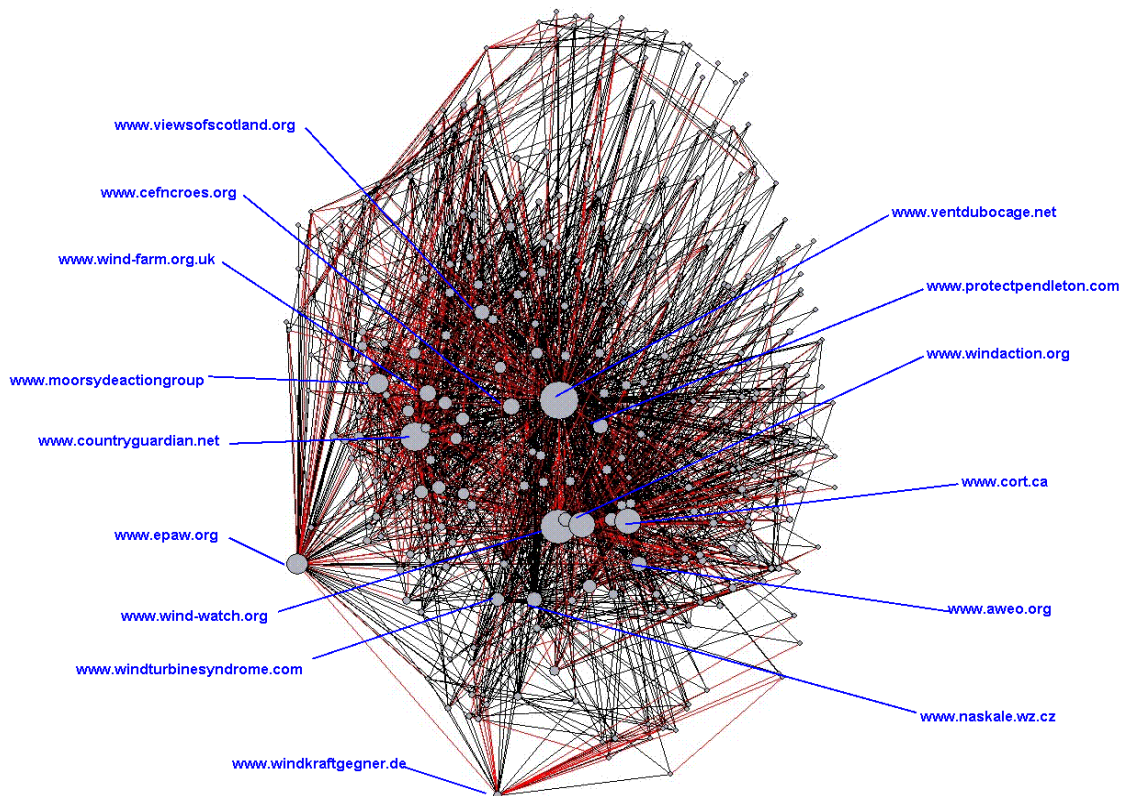 www.viewsofscotland.org
www.cefncroes.org
www.wind-farm.org.uk
www.moorsydeactiongroup
www.countryguardian.net
www.epaw.org
www.wind-watch.org
www.windturbinesyndrome.com
www.windkraftgegner.de
www.ventdubocage.net
www.protectpendleton.com
www.windaction.org
www.cort.ca
www.aweo.org
www.naskale.wz.cz